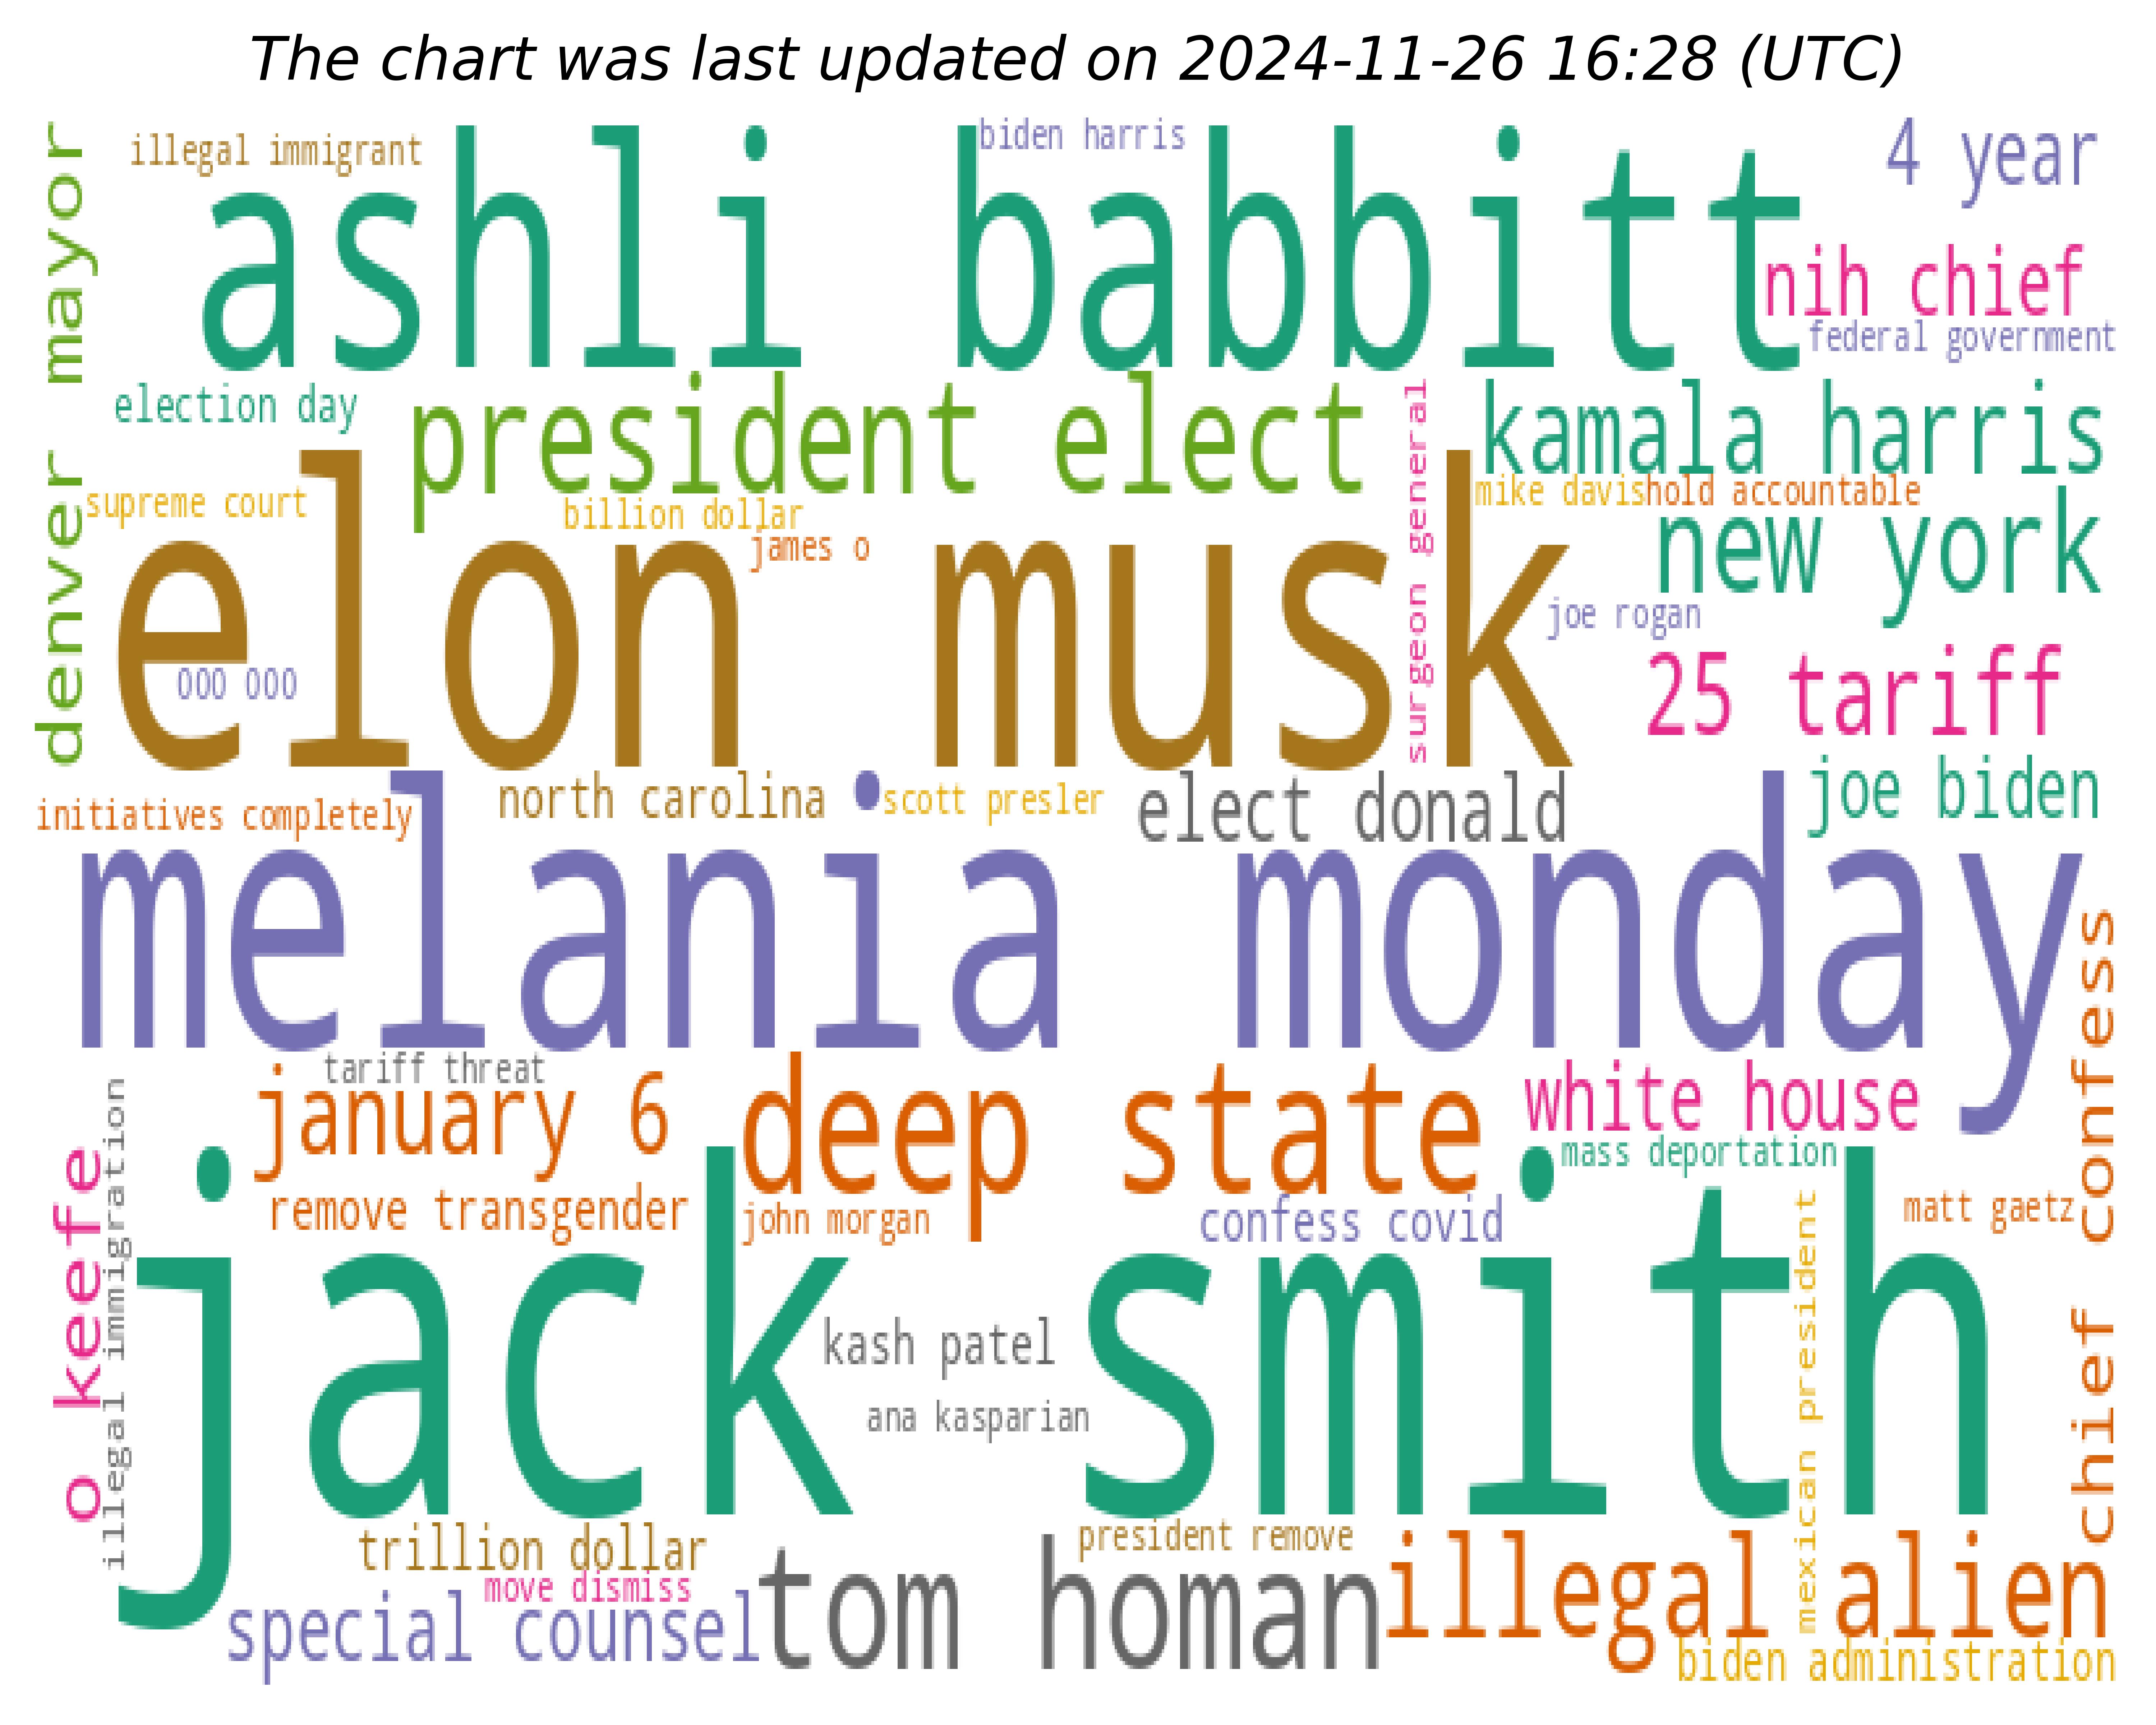 The chart was last updated on 2024-11-26 16:28 (UTC)
illegal immigrant
biden harris
4 year
ashli babbitt
denver mayor
nih chief
federal government
election day
president elect
surgeon general
kamala harris
supreme court
billion dollar
mike davis
hold accountable
james o
new york
elon musk
joe rogan
000 000
25 tariff
initiatives completely
north carolina
scott presler
elect donald
joe biden
melania monday
chief confess
tariff threat
january 6
deep state
white house
mass deportation
illegal immigration
o keefe
remove transgender
john morgan
confess covid
mexican president
matt gaetz
jack smith
kash patel
ana kasparian
trillion dollar
president remove
move dismiss
special counsel
tom homan
illegal alien
biden administration